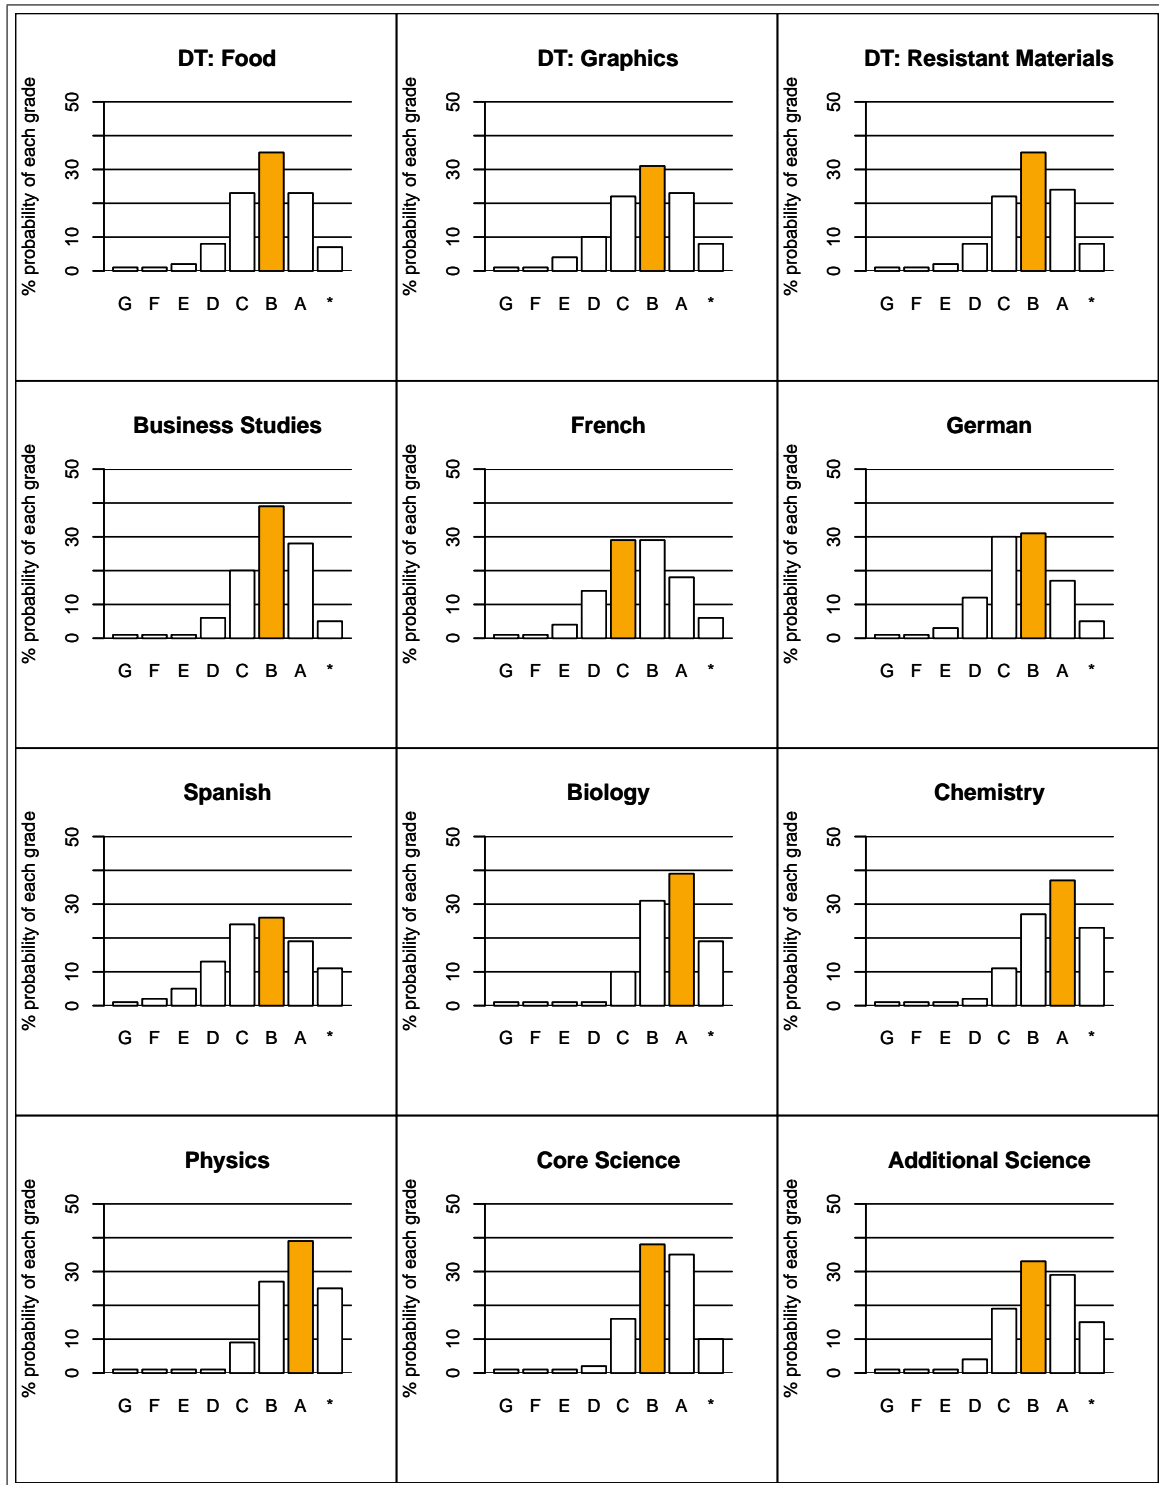 DT: Food
% probability of each grade
50
30
10
0
G F E D C B A *
DT: Graphics
% probability of each grade
50
30
10
0
G F E D C B A *
DT: Resistant Materials
% probability of each grade
50
30
10
0
G F E D C B A *
Business Studies
% probability of each grade
50
30
10
0
G F E D C B A *
French
% probability of each grade
50
30
10
0
G F E D C B A *
German
% probability of each grade
50
30
10
0
G F E D C B A *
Spanish
% probability of each grade
50
30
10
0
G F E D C B A *
Biology
% probability of each grade
50
30
10
0
G F E D C B A *
Chemistry
% probability of each grade
50
30
10
0
G F E D C B A *
Physics
% probability of each grade
50
30
10
0
G F E D C B A *
Core Science
% probability of each grade
50
30
10
0
G F E D C B A *
Additional Science
% probability of each grade
50
30
10
0
G F E D C B A *